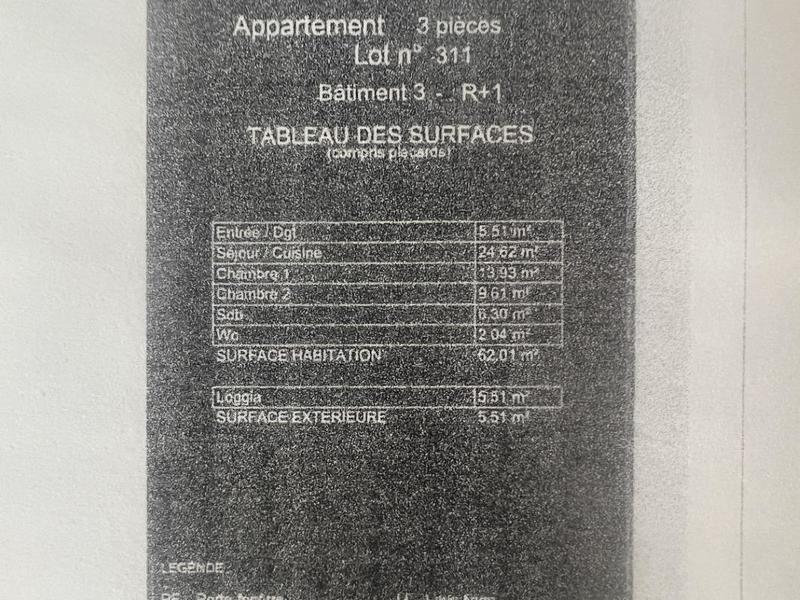 Appartement 3 pièces
Lot n° 311
Bâtiment 3 - R+1
TABLEAU DES SURFACES
(compris placards)
Entrée / Dgt 5.51 m²
Séjour / Cuisine 24.62 m²
Chambre 1 13.93 m²
Chambre 2 9.61 m²
Sdb 6.30 m²
Wc 2.04 m²
SURFACE HABITATION 62.01 m²
Loggia 5.51 m²
SURFACE EXTERIEURE 5.51 m²
LEGENDE